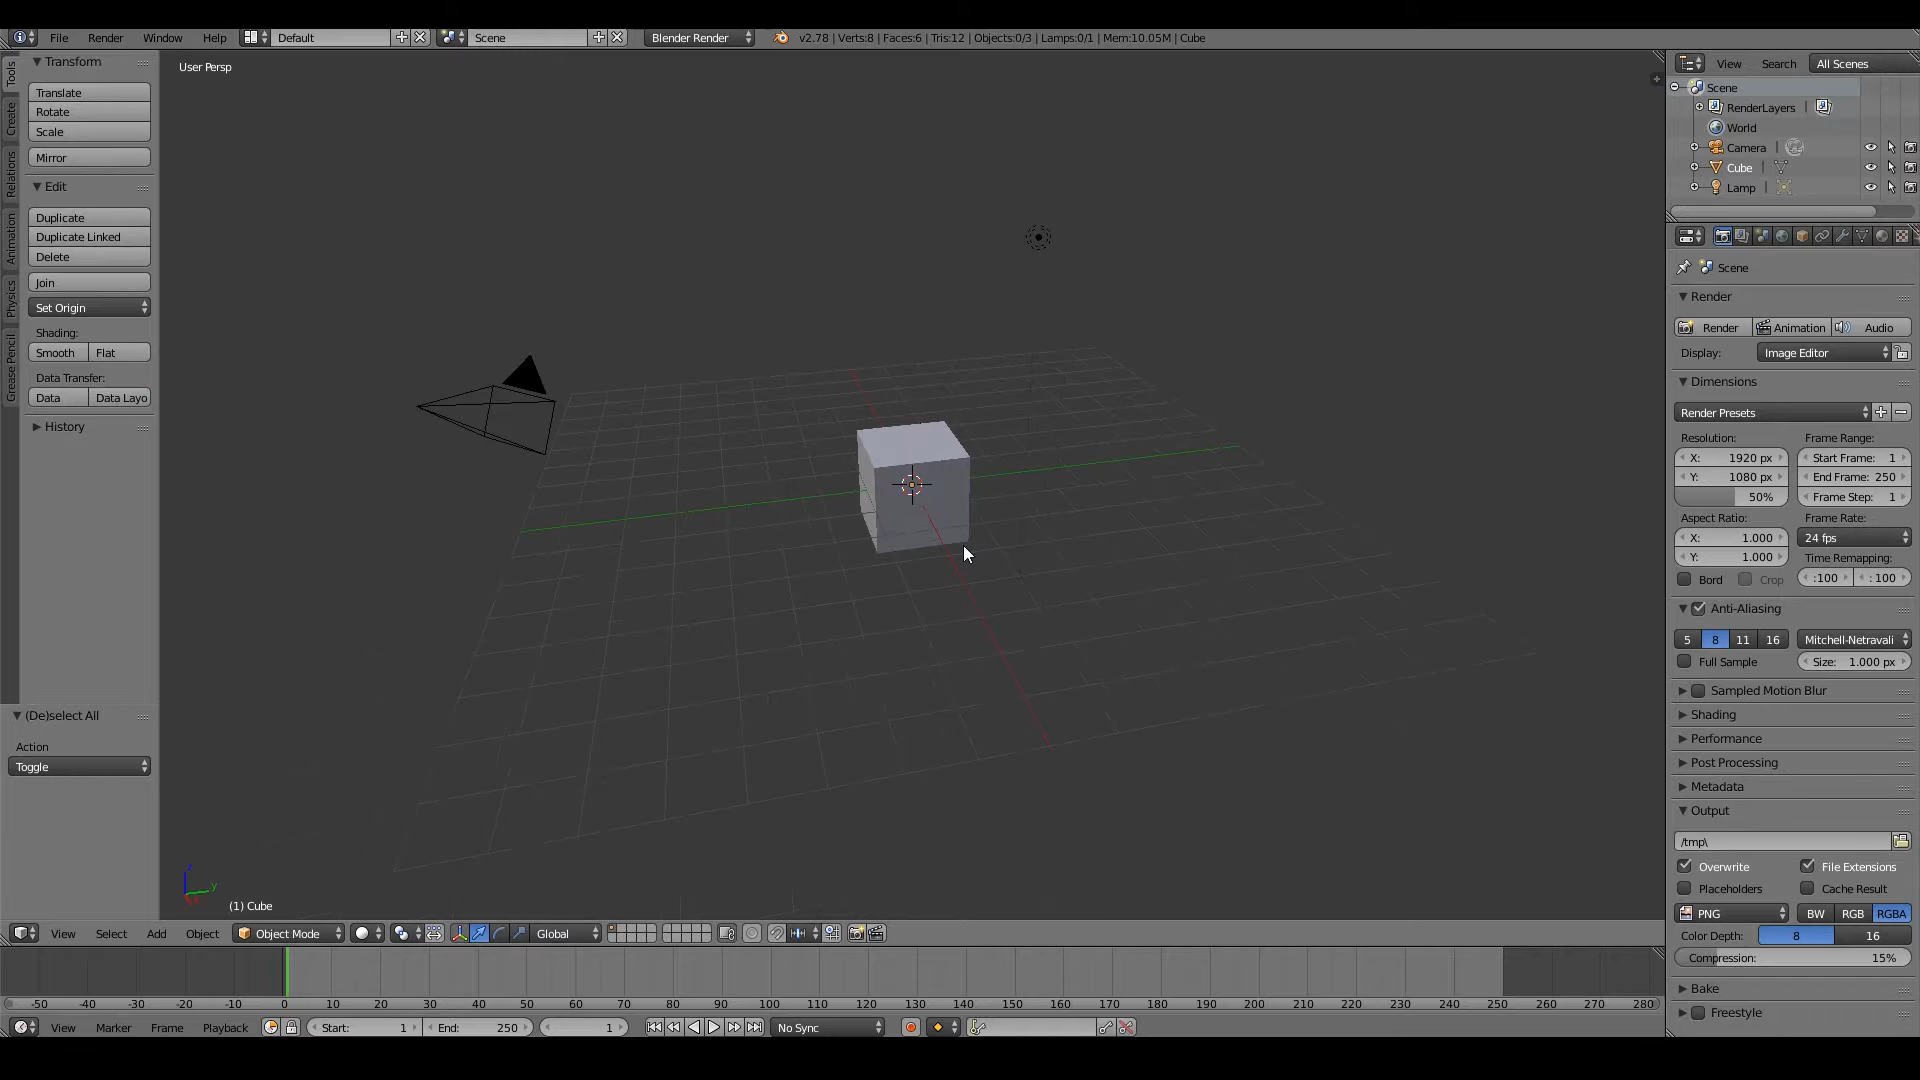 File Render Window Help Default Scene Blender Render v2.78 | Verts:8 | Faces:6 | Tris:12 | Objects:0/3 | Lamps:0/1 | Mem:10.05M | Cube
Tools
Create
Relations
Animation
Physics
Grease Pencil
Transform
Translate
Rotate
Scale
Mirror
Edit
Duplicate
Duplicate Linked
Delete
Join
Set Origin
Shading:
Smooth Flat
Data Transfer:
Data Data Layo
History
(De)select All
Action
Toggle
User Persp
z
y
(1) Cube
View Select Add Object Object Mode Global
-50 -40 -30 -20 -10 0 10 20 30 40 50 60 70 80 90 100 110 120 130 140 150 160 170 180 190 200 210 220 230 240 250 260 270 280
View Marker Frame Playback Start: 1 End: 250 1 No Sync
View Search All Scenes
Scene
RenderLayers |
World
Camera |
Cube |
Lamp |
Scene
Render
Render Animation Audio
Display: Image Editor
Dimensions
Render Presets
Resolution: Frame Range:
X: 1920 px Start Frame: 1
Y: 1080 px End Frame: 250
50% Frame Step: 1
Aspect Ratio: Frame Rate:
X: 1.000 24 fps
Y: 1.000 Time Remapping:
Bord Crop :100 : 100
Anti-Aliasing
5 8 11 16 Mitchell-Netravali
Full Sample Size: 1.000 px
Sampled Motion Blur
Shading
Performance
Post Processing
Metadata
Output
/tmp\
Overwrite File Extensions
Placeholders Cache Result
PNG BW RGB RGBA
Color Depth: 8 16
Compression: 15%
Bake
Freestyle